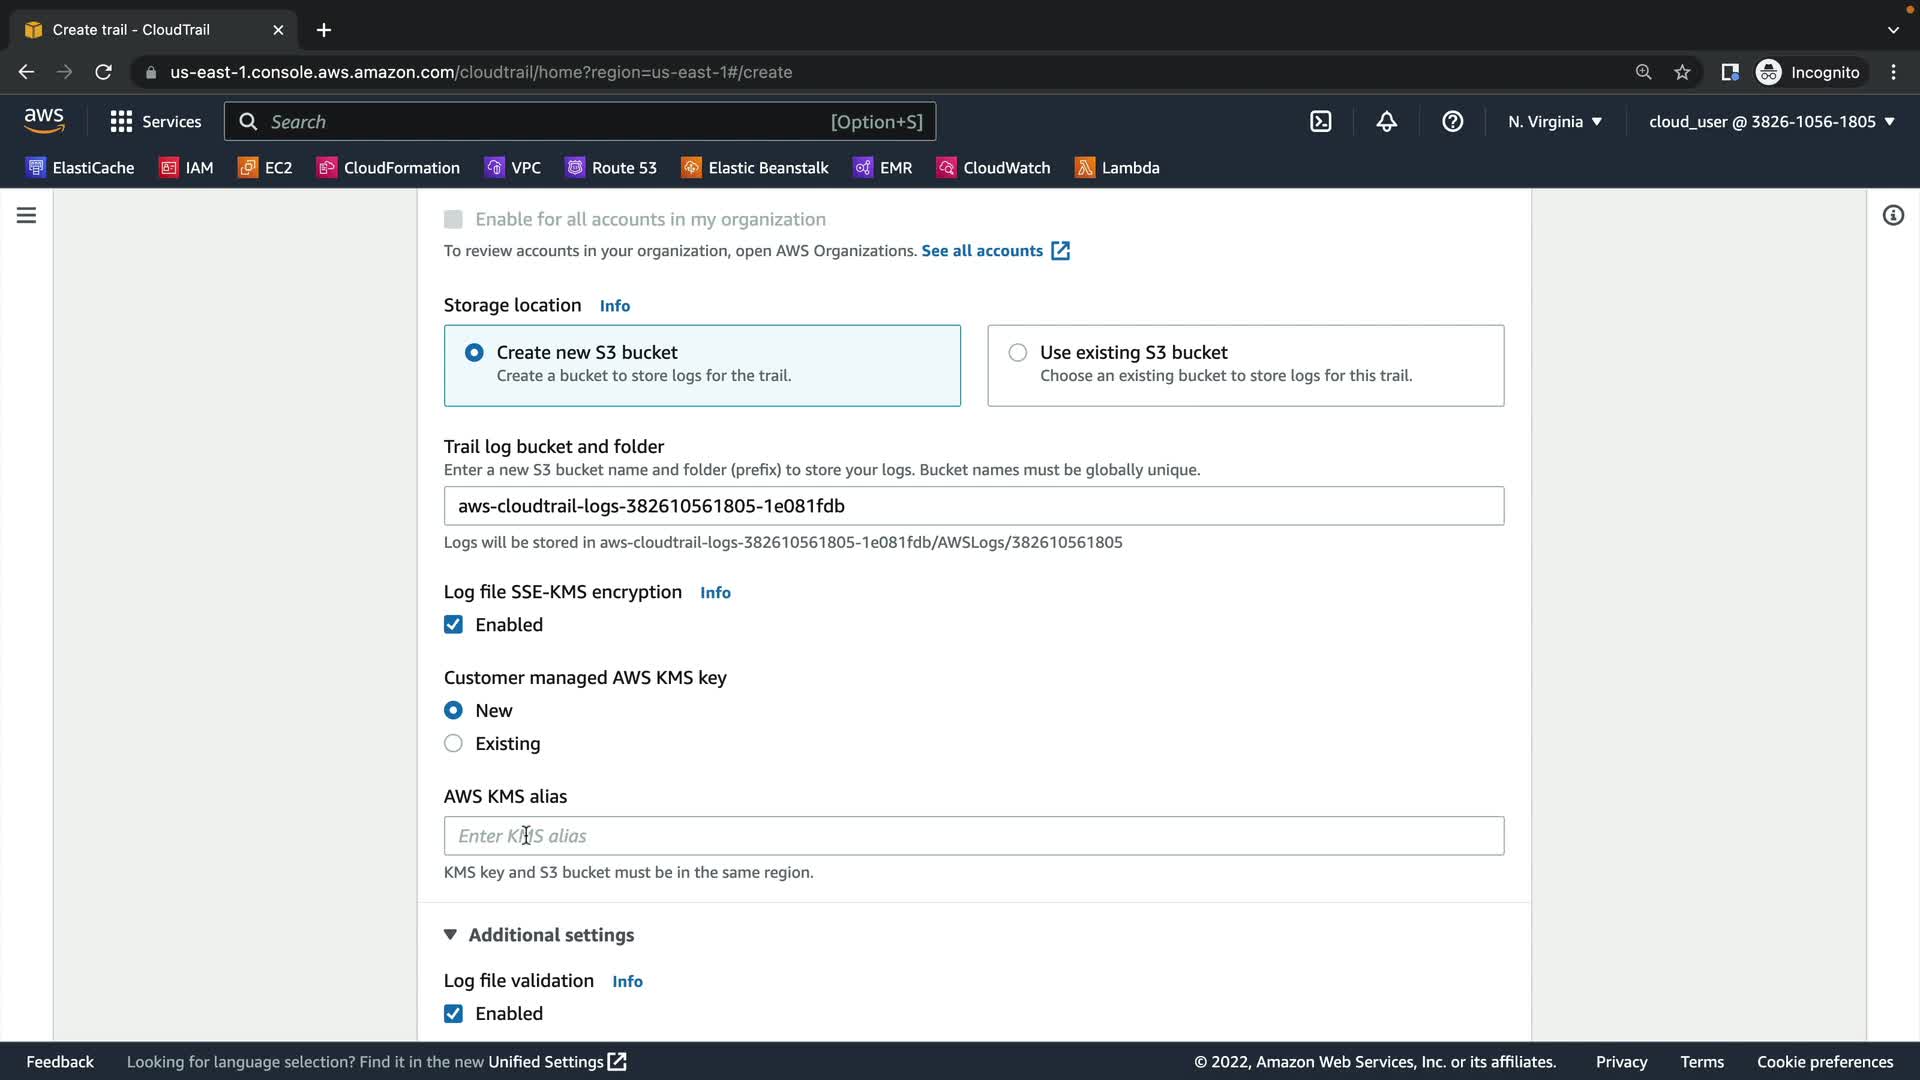 Create trail - CloudTrail
us-east-1.console.aws.amazon.com/cloudtrail/home?region=us-east-1#/create
Incognito
aws
Services
Search
[Option+S]
N. Virginia
cloud_user @ 3826-1056-1805
ElastiCache
IAM
EC2
CloudFormation
VPC
Route 53
Elastic Beanstalk
EMR
CloudWatch
Lambda
Enable for all accounts in my organization
To review accounts in your organization, open AWS Organizations. See all accounts
Storage location Info
Create new S3 bucket
Create a bucket to store logs for the trail.
Use existing S3 bucket
Choose an existing bucket to store logs for this trail.
Trail log bucket and folder
Enter a new S3 bucket name and folder (prefix) to store your logs. Bucket names must be globally unique.
aws-cloudtrail-logs-382610561805-1e081fdb
Logs will be stored in aws-cloudtrail-logs-382610561805-1e081fdb/AWSLogs/382610561805
Log file SSE-KMS encryption Info
Enabled
Customer managed AWS KMS key
New
Existing
AWS KMS alias
Enter KMS alias
KMS key and S3 bucket must be in the same region.
Additional settings
Log file validation Info
Enabled
Feedback
Looking for language selection? Find it in the new Unified Settings
© 2022, Amazon Web Services, Inc. or its affiliates.
Privacy
Terms
Cookie preferences